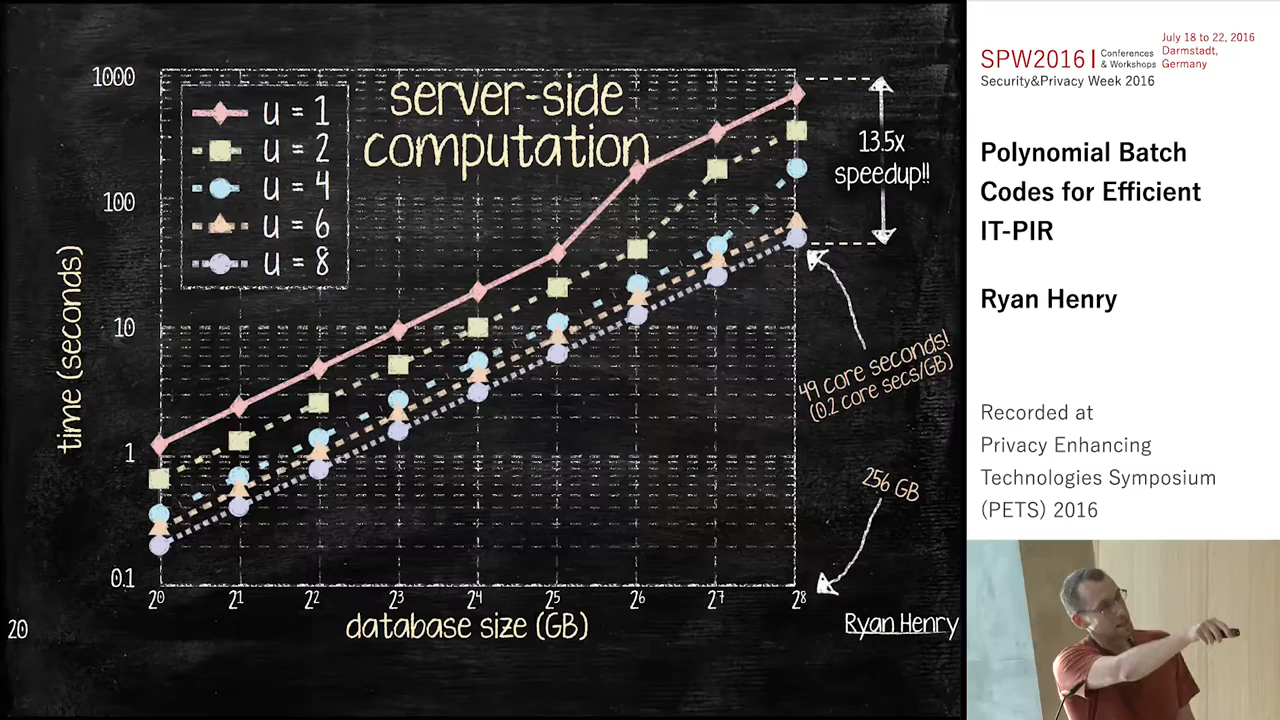 server-side
computation
u = 1
u = 2
u = 4
u = 6
u = 8
1000
100
10
1
0.1
time (seconds)
2⁰ 2¹ 2² 2³ 2⁴ 2⁵ 2⁶ 2⁷ 2⁸
database size (GB)
13.5x
speedup!!
49 core seconds!
(0.2 core secs/GB)
256 GB
20
Ryan Henry
SPW2016 | Conferences & Workshops
July 18 to 22, 2016
Darmstadt,
Germany
Security&Privacy Week 2016
Polynomial Batch
Codes for Efficient
IT-PIR
Ryan Henry
Recorded at
Privacy Enhancing
Technologies Symposium
(PETS) 2016